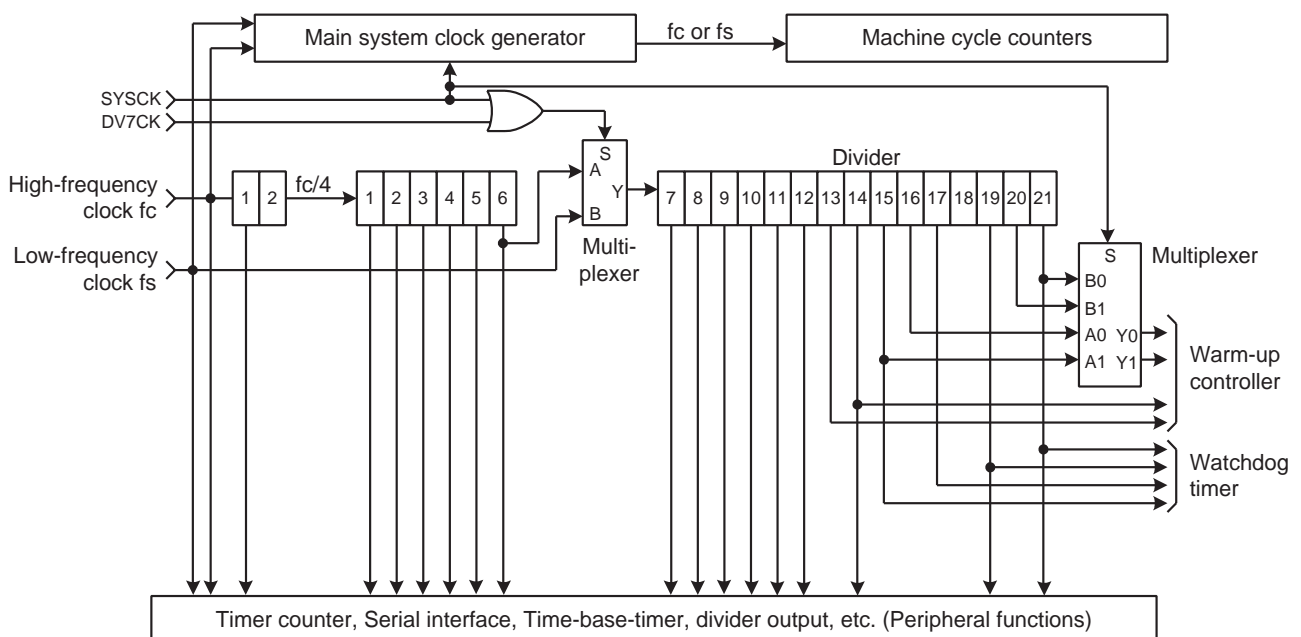 Main system clock generator
fc or fs
Machine cycle counters
SYSCK
DV7CK
High-frequency
clock fc
Low-frequency
clock fs
1 2
fc/4
1 2 3 4 5 6
S
A
B
Y
Multi-
plexer
Divider
7 8 9 10 11 12 13 14 15 16 17 18 19 20 21
S
B0
B1
A0 Y0
A1 Y1
Multiplexer
Warm-up
controller
Watchdog
timer
Timer counter, Serial interface, Time-base-timer, divider output, etc. (Peripheral functions)